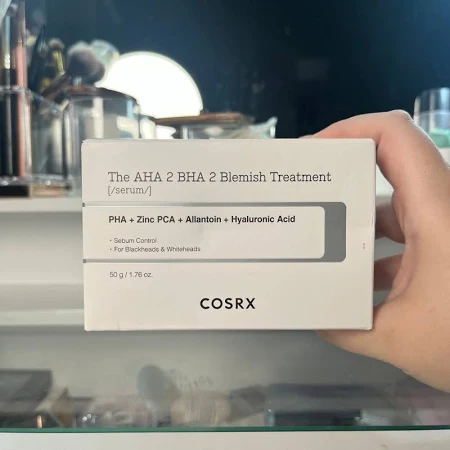 The AHA 2 BHA 2 Blemish Treatment
[/serum/]
PHA + Zinc PCA + Allantoin + Hyaluronic Acid
- Sebum Control
- For Blackheads & Whiteheads
50 g / 1.76 oz.
COSRX